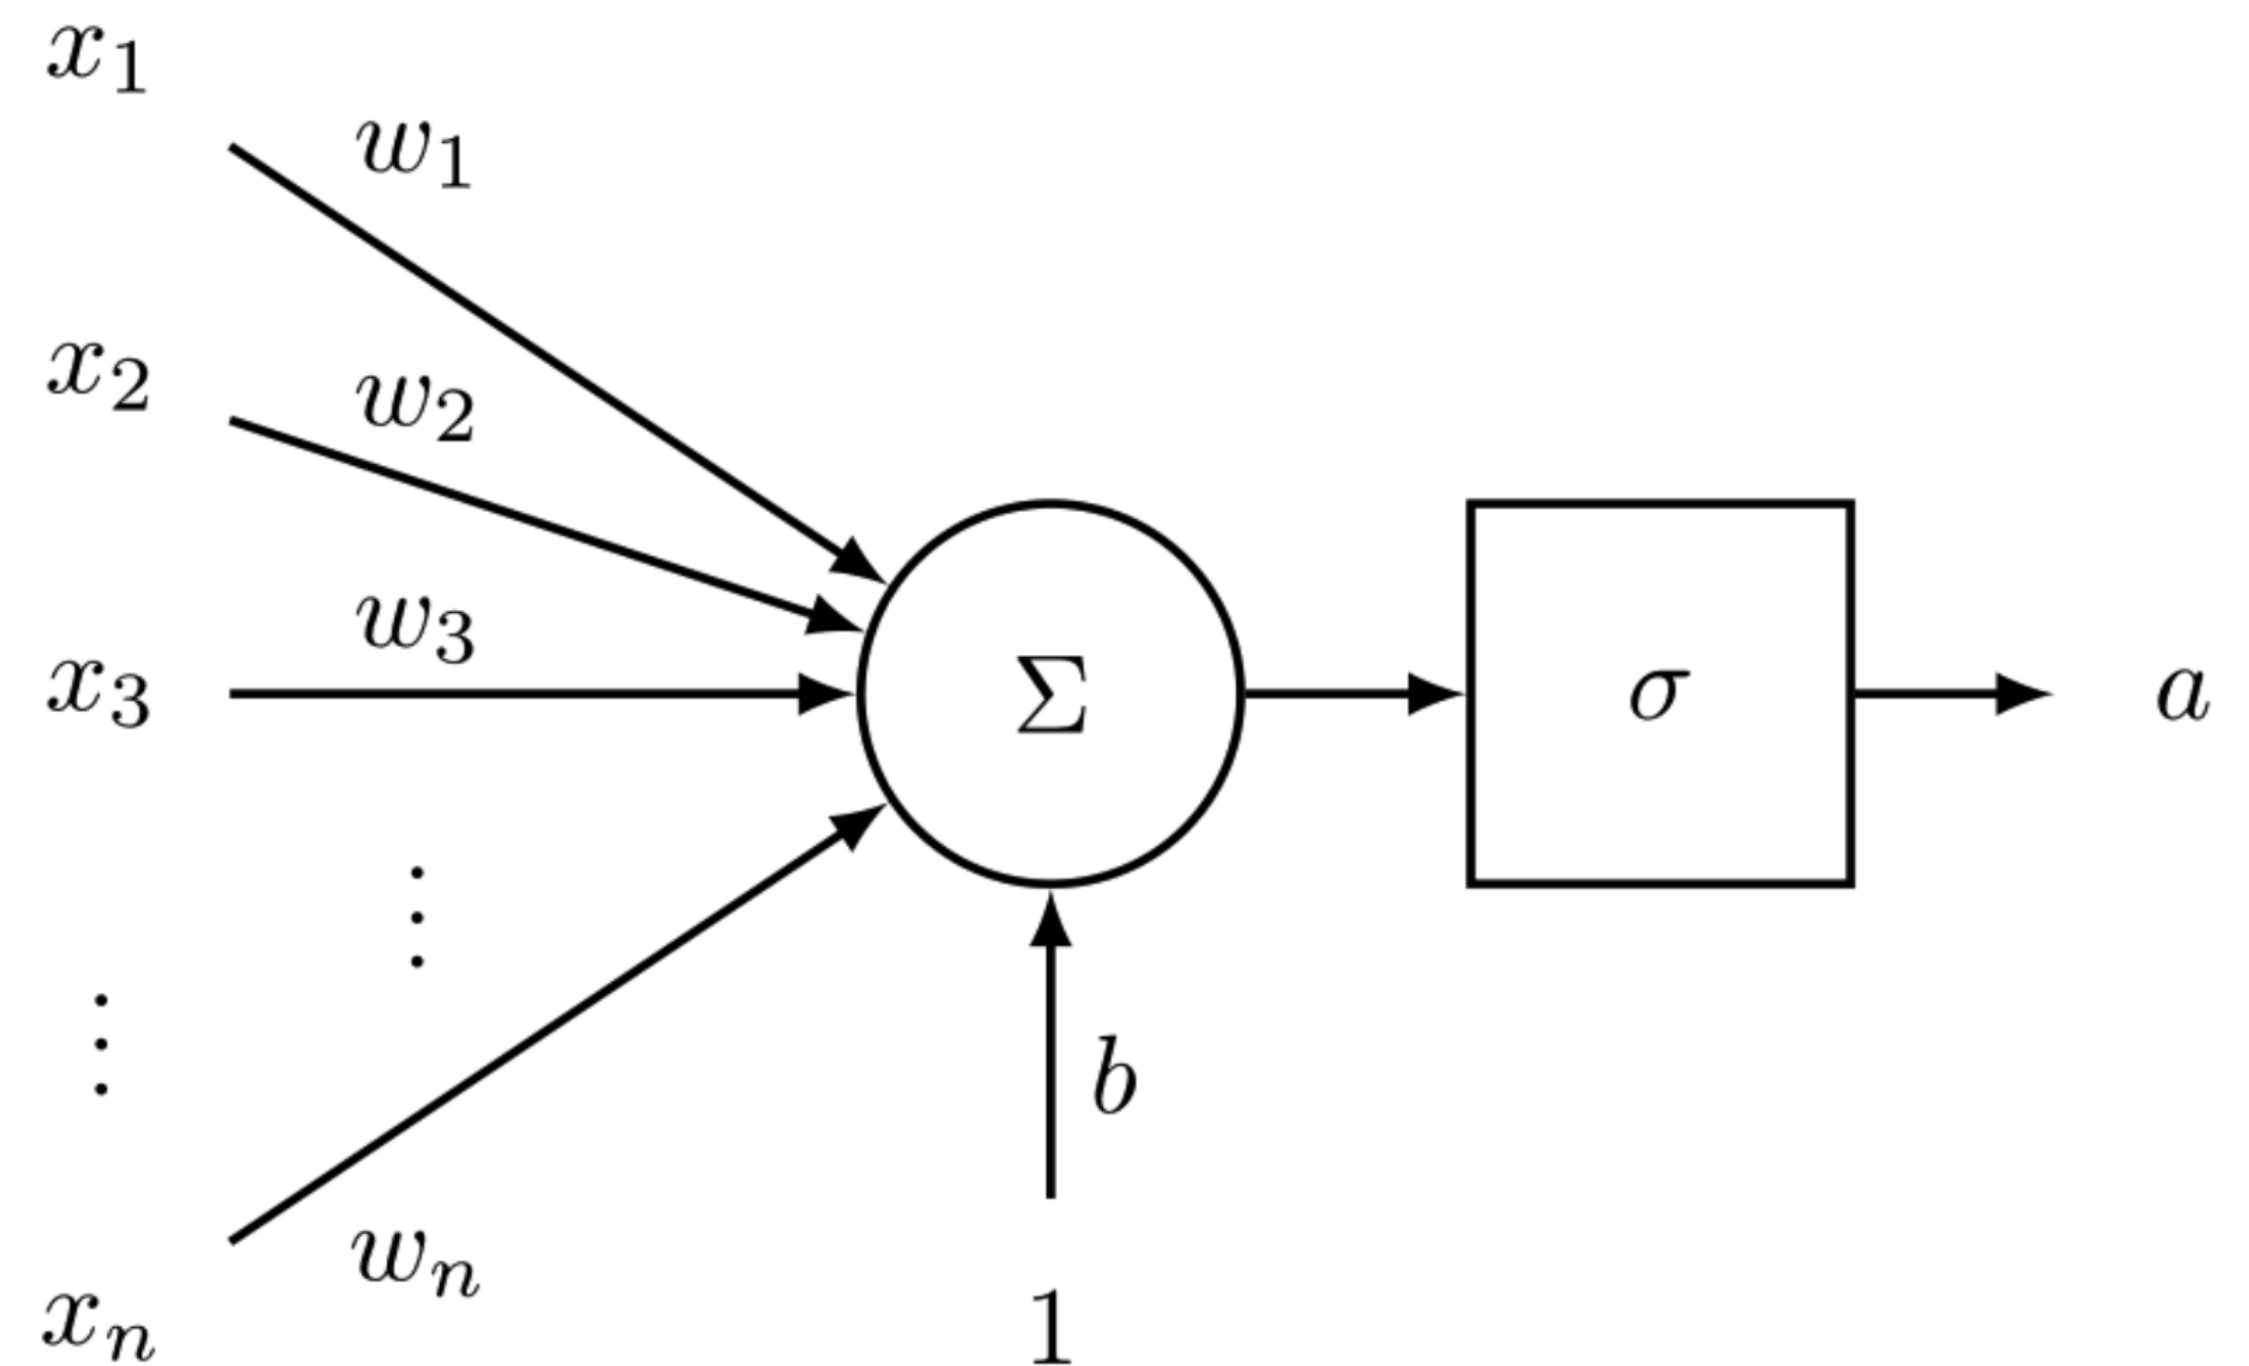 x₁
w₁
x₂
w₂
w₃
x₃
Σ
σ
a
⋮
⋮
b
wₙ
xₙ
1